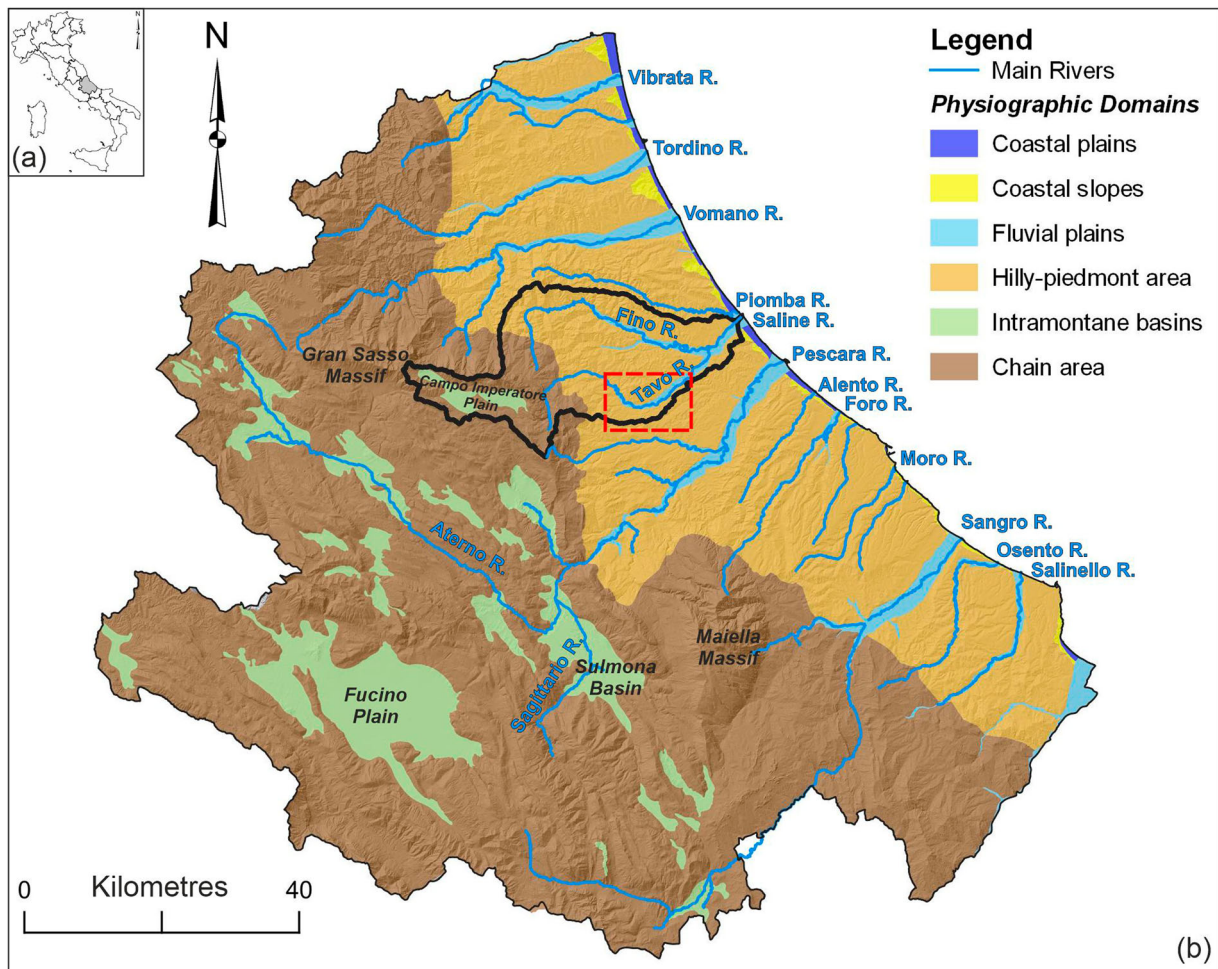 N
(a)
N
Legend
Main Rivers
Physiographic Domains
Coastal plains
Coastal slopes
Fluvial plains
Hilly-piedmont area
Intramontane basins
Chain area
Vibrata R.
Tordino R.
Vomano R.
Piomba R.
Saline R.
Fino R.
Pescara R.
Gran Sasso
Massif
Campo Imperatore
Plain
Tavo R.
Alento R.
Foro R.
Moro R.
Sangro R.
Osento R.
Salinello R.
Aterno R.
Maiella
Massif
Sagittario R.
Sulmona
Basin
Fucino
Plain
0 Kilometres 40
(b)